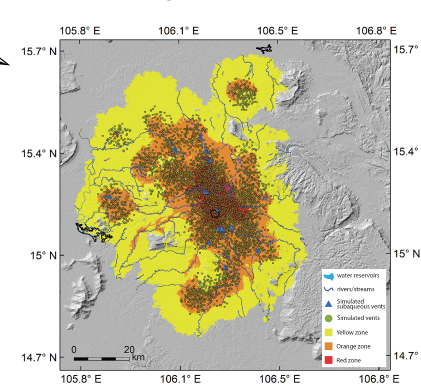 105.8° E 106.1° E 106.5° E 106.8° E
15.7° N 15.7°
15.4° N 15.4°
15° N 15° N
14.7° N 14.7°
water reservoirs
rivers/streams
Simulated
subaqueous vents
Simulated vents
Yellow zone
Orange zone
Red zone
0 20
km
105.8° E 106.1° E 106.5° E 106.8° E